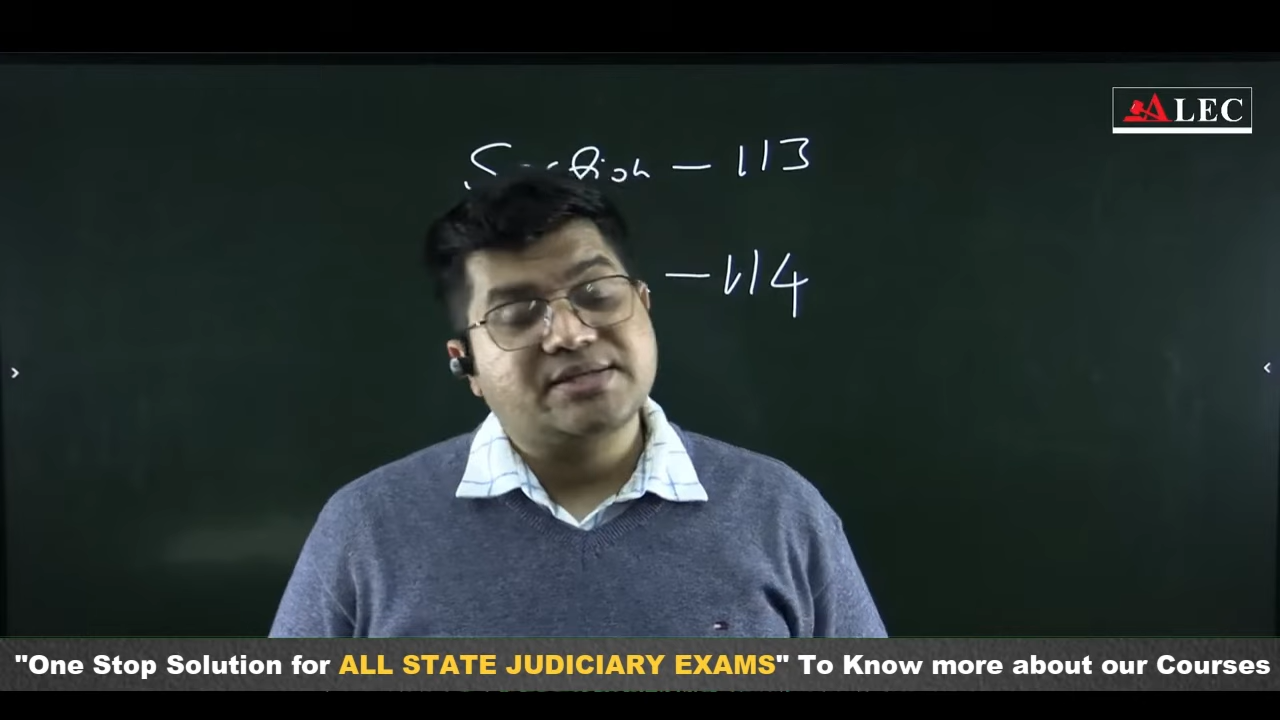 ALEC
Section - 113
- 114
"One Stop Solution for ALL STATE JUDICIARY EXAMS" To Know more about our Courses